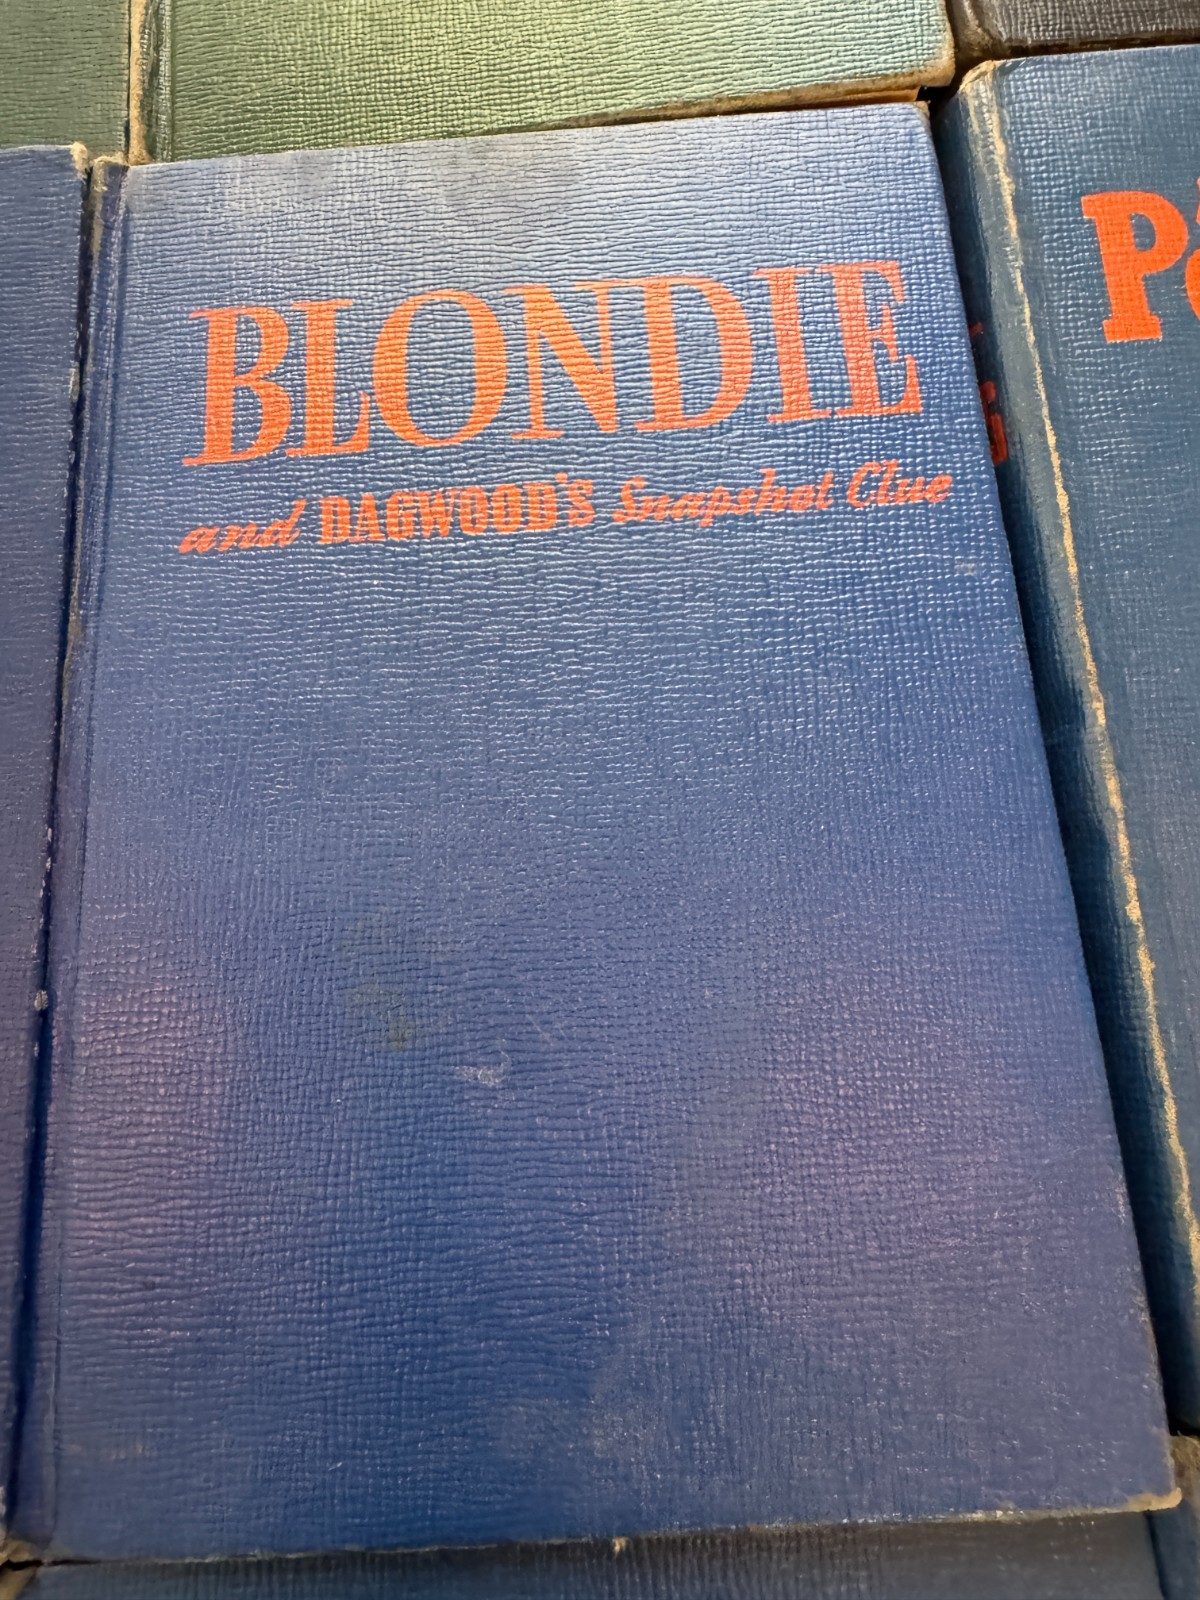 BLONDIE
and DAGWOOD'S Snapshot Clue
P